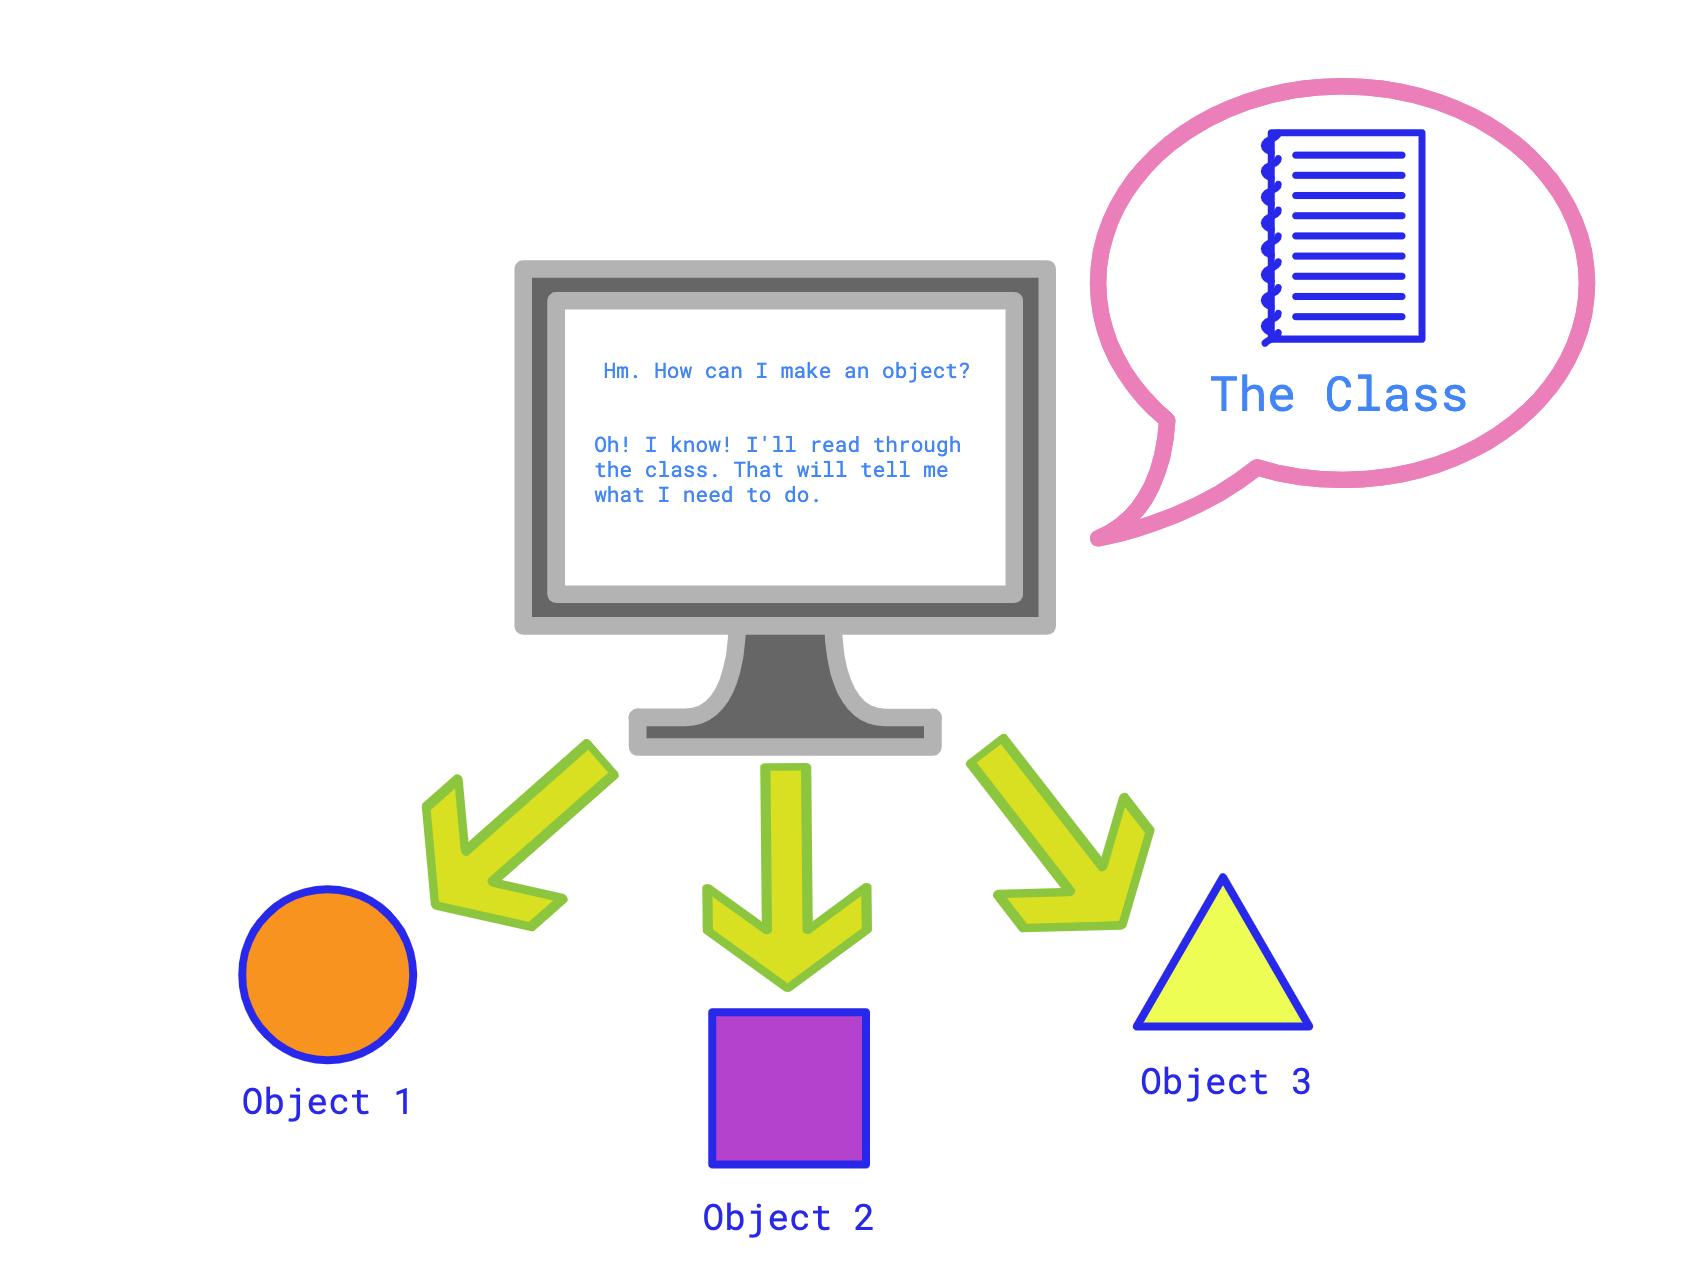 The Class
Hm. How can I make an object?
Oh! I know! I'll read through
the class. That will tell me
what I need to do.
Object 1
Object 2
Object 3